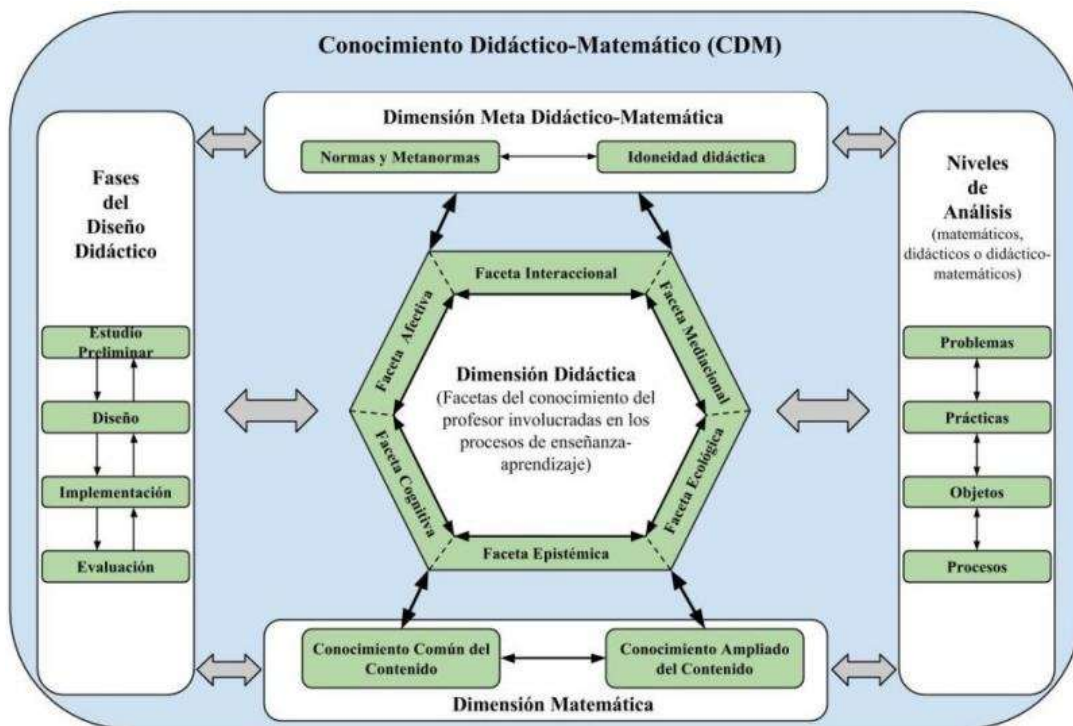 Conocimiento Didáctico-Matemático (CDM)
Dimensión Meta Didáctico-Matemática
Normas y Metanormas
Idoneidad didáctica
Fases
del
Diseño
Didáctico
Estudio
Preliminar
Diseño
Implementación
Evaluación
Faceta Interaccional
Faceta Afectiva
Faceta Mediacional
Dimensión Didáctica
(Facetas del conocimiento del
profesor involucradas en los
procesos de enseñanza-
aprendizaje)
Faceta Cognitiva
Faceta Ecológica
Faceta Epistémica
Niveles
de
Análisis
(matemáticos,
didácticos o didáctico-
matemáticos)
Problemas
Prácticas
Objetos
Procesos
Conocimiento Común del
Contenido
Conocimiento Ampliado
del Contenido
Dimensión Matemática